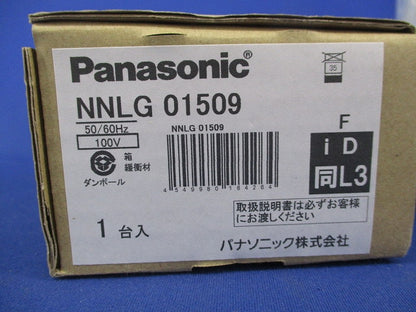 Panasonic®
35
NNLG 01509
50/60Hz
100V
NNLG 01509
F
箱
緩衝材
ダンボール
4549980184264
iD
同L3
取扱説明書は必ずお客様
にお渡しください
1 台入
パナソニック株式会社